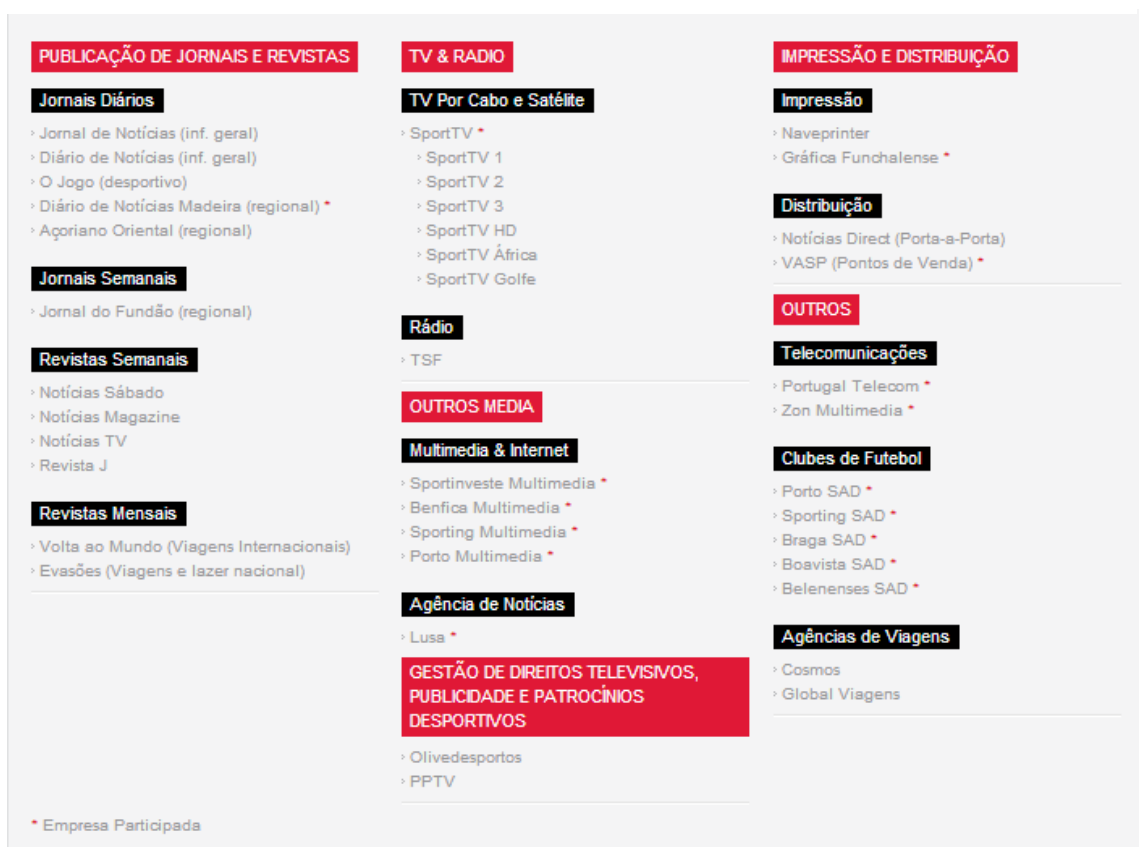 PUBLICAÇÃO DE JORNAIS E REVISTAS
Jornais Diários
› Jornal de Notícias (inf. geral)
› Diário de Notícias (inf. geral)
› O Jogo (desportivo)
› Diário de Notícias Madeira (regional) *
› Açoriano Oriental (regional)
Jornais Semanais
› Jornal do Fundão (regional)
Revistas Semanais
› Notícias Sábado
› Notícias Magazine
› Notícias TV
› Revista J
Revistas Mensais
› Volta ao Mundo (Viagens Internacionais)
› Evasões (Viagens e lazer nacional)
TV & RADIO
TV Por Cabo e Satélite
› SportTV *
› SportTV 1
› SportTV 2
› SportTV 3
› SportTV HD
› SportTV África
› SportTV Golfe
Rádio
› TSF
OUTROS MEDIA
Multimedia & Internet
› Sportinveste Multimedia *
› Benfica Multimedia *
› Sporting Multimedia *
› Porto Multimedia *
Agência de Notícias
› Lusa *
GESTÃO DE DIREITOS TELEVISIVOS,
PUBLICIDADE E PATROCÍNIOS
DESPORTIVOS
› Olivedesportos
› PPTV
IMPRESSÃO E DISTRIBUIÇÃO
Impressão
› Naveprinter
› Gráfica Funchalense *
Distribuição
› Notícias Direct (Porta-a-Porta)
› VASP (Pontos de Venda) *
OUTROS
Telecomunicações
› Portugal Telecom *
› Zon Multimedia *
Clubes de Futebol
› Porto SAD *
› Sporting SAD *
› Braga SAD *
› Boavista SAD *
› Belenenses SAD *
Agências de Viagens
› Cosmos
› Global Viagens
* Empresa Participada